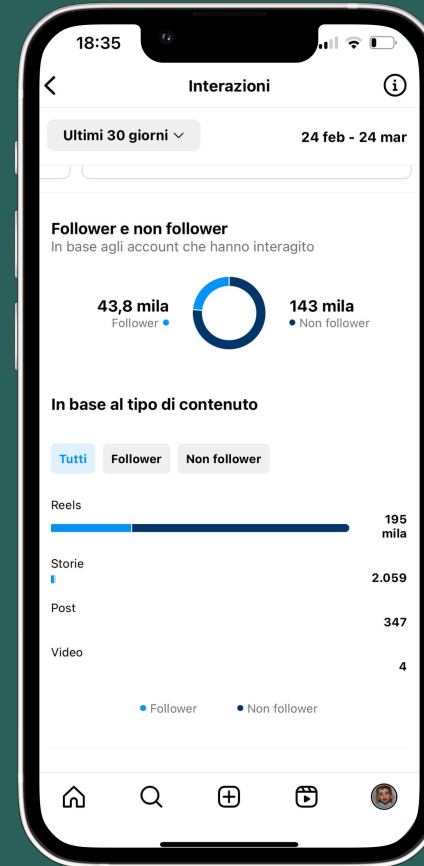 18:35
Interazioni
Ultimi 30 giorni
24 feb - 24 mar
Follower e non follower
In base agli account che hanno interagito
43,8 mila
Follower
143 mila
Non follower
In base al tipo di contenuto
Tutti
Follower
Non follower
Reels
195
mila
Storie
2.059
Post
347
Video
4
Follower
Non follower